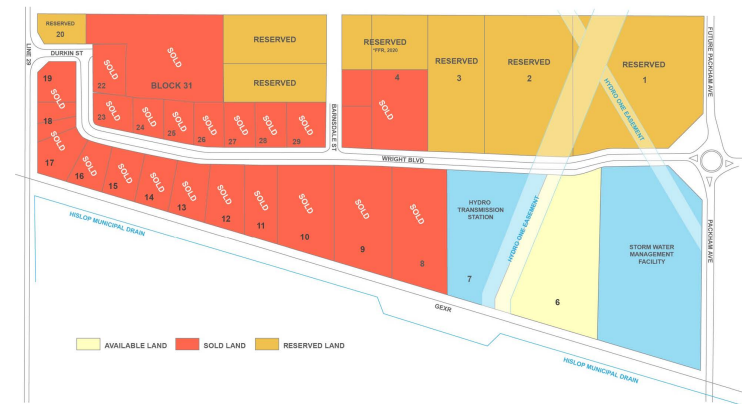 RESERVED
20
LINE 29
DURKIN ST
SOLD
BLOCK 31
RESERVED
RESERVED
RESERVED
*PFR, 2020
4
SOLD
RESERVED
3
RESERVED
2
RESERVED
1
FUTURE PACKHAM AVE
HYDRO ONE EASEMENT
19
SOLD
18
17
SOLD
22
SOLD
23
SOLD
24
SOLD
25
SOLD
26
SOLD
27
SOLD
28
SOLD
29
BARNSDALE ST
WRIGHT BLVD
SOLD
16
SOLD
15
SOLD
14
SOLD
13
SOLD
12
SOLD
11
SOLD
10
SOLD
9
SOLD
8
HYDRO
TRANSMISSION
STATION
7
HYDRO ONE EASEMENT
6
STORM WATER
MANAGEMENT
FACILITY
PACKHAM AVE
HISLOP MUNICIPAL DRAIN
GEXR
HISLOP MUNICIPAL DRAIN
AVAILABLE LAND
SOLD LAND
RESERVED LAND